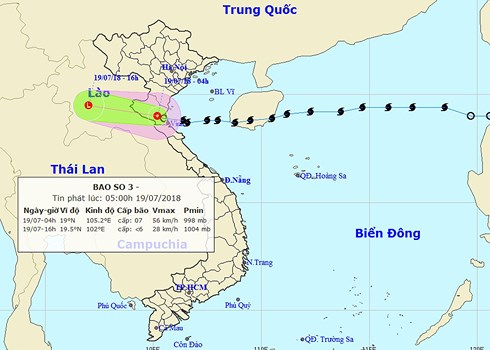 Trung Quốc
19/07/18 - 16h
Hà Nội
19/07/18 - 04h
BL Vĩ
Lào
L
Thái Lan
Đ.Nẵng
QĐ. Hoàng Sa
BAO SO 3 -
Tin phát lúc: 05:00h 19/07/2018
Ngày-giờ Vĩ độ Kinh độ Cấp bão Vmax Pmin
19/07-04h 19°N 105.2°E cấp: 07 56 km/h 998 mb
19/07-16h 19.5°N 102°E cấp: <6 28 km/h 1004 mb
Biển Đông
Campuchia
N.Trang
TP.HCM
Phú Quốc
Phú Quý
Cà Mau
Côn Đảo
QĐ. Trường Sa
105E
110E
115E
120E